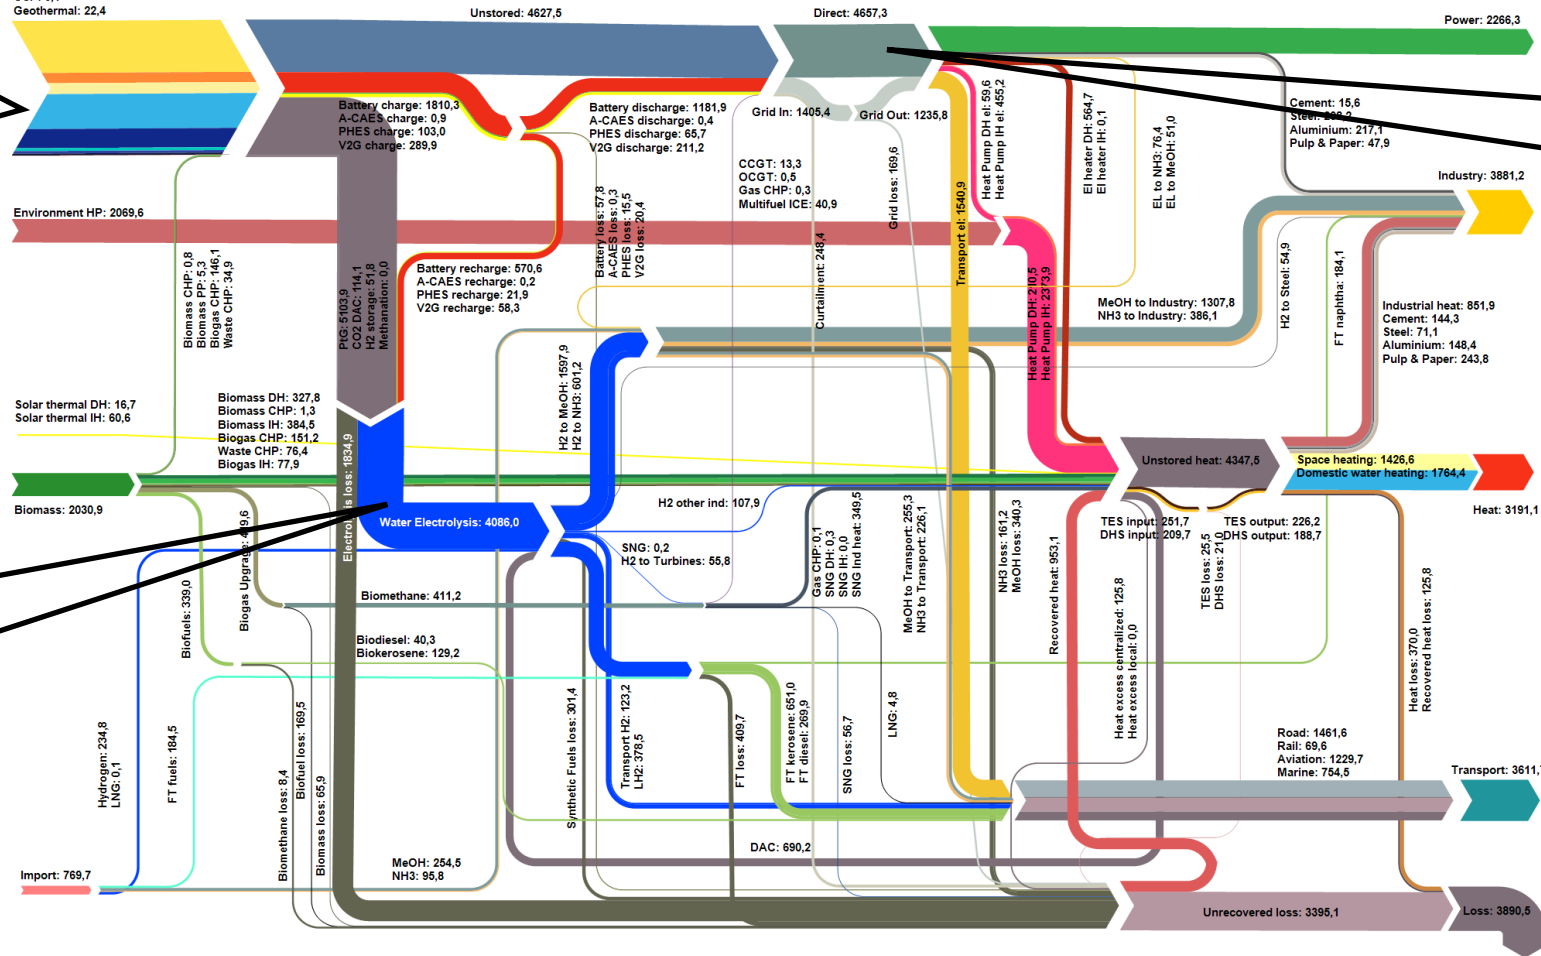 Geothermal: 22,4
Unstored: 4627,5
Direct: 4657,3
Power: 2266,3
Battery charge: 1810,3
A-CAES charge: 0,9
PHES charge: 103,0
V2G charge: 289,9
Battery discharge: 1181,9
A-CAES discharge: 0,4
PHES discharge: 65,7
V2G discharge: 211,2
Grid In: 1405,4
Grid Out: 1235,8
Heat Pump DH el: 59,6
Heat Pump IH el: 455,2
El heater DH: 564,7
El heater IH: 0,1
EL to NH3: 76,4
EL to MeOH: 51,0
Cement: 15,6
Aluminium: 217,1
Pulp & Paper: 47,9
CCGT: 13,3
OCGT: 0,5
Gas CHP: 0,3
Multifuel ICE: 40,9
Grid loss: 169,6
Industry: 3881,2
Environment HP: 2069,6
Biomass CHP: 0,8
Biomass PP: 5,3
Biogas CHP: 146,1
Waste CHP: 34,9
PtG: 5103,9
CO2 DAC: 114,1
H2 storage: 51,8
Methanation: 0,0
Battery recharge: 570,6
A-CAES recharge: 0,2
PHES recharge: 21,9
V2G recharge: 58,3
Battery loss: 57,8
A-CAES loss: 0,3
PHES loss: 15,5
V2G loss: 20,4
Curtailment: 248,4
Transport el: 1540,9
Heat Pump DH: 210,5
Heat Pump IH: 2373,9
MeOH to Industry: 1307,8
NH3 to Industry: 386,1
H2 to Steel: 54,9
FT naphtha: 184,1
Industrial heat: 851,9
Cement: 144,3
Steel: 71,1
Aluminium: 148,4
Pulp & Paper: 243,8
Solar thermal DH: 16,7
Solar thermal IH: 60,6
Biomass DH: 327,8
Biomass CHP: 1,3
Biomass IH: 384,5
Biogas CHP: 151,2
Waste CHP: 76,4
Biogas IH: 77,9
H2 to MeOH: 1597,9
H2 to NH3: 601,2
Unstored heat: 4347,5
Space heating: 1426,6
Domestic water heating: 1764,4
Heat: 3191,1
Biomass: 2030,9
loss: 1834,9
Water Electrolysis: 4086,0
H2 other ind: 107,9
SNG: 0,2
H2 to Turbines: 55,8
Gas CHP: 0,1
SNG DH: 0,3
SNG IH: 0,0
SNG Ind heat: 349,5
MeOH to Transport: 255,3
NH3 to Transport: 226,1
NH3 loss: 161,2
MeOH loss: 340,3
Recovered heat: 953,1
TES input: 251,7
DHS input: 209,7
TES output: 226,2
DHS output: 188,7
TES loss: 25,5
DHS loss:
Heat excess centralized: 125,8
Heat excess local: 0,0
Heat loss: 370,0
Recovered heat loss: 125,8
Biogas Upgrage:
Biomethane: 411,2
Biofuels: 339,0
Biodiesel: 40,3
Biokerosene: 129,2
Hydrogen: 234,8
LNG: 0,1
FT fuels: 184,5
Biomethane loss: 8,4
Biofuel loss: 169,5
Biomass loss: 65,9
Synthetic Fuels loss: 301,4
Transport H2: 123,2
LH2: 378,5
FT loss: 409,7
FT kerosene: 651,0
FT diesel: 269,9
SNG loss: 56,7
LNG: 4,8
Road: 1461,6
Rail: 69,6
Aviation: 1229,7
Marine: 754,5
Transport: 3611,
DAC: 690,2
MeOH: 254,5
NH3: 95,8
Import: 769,7
Unrecovered loss: 3395,1
Loss: 3890,5